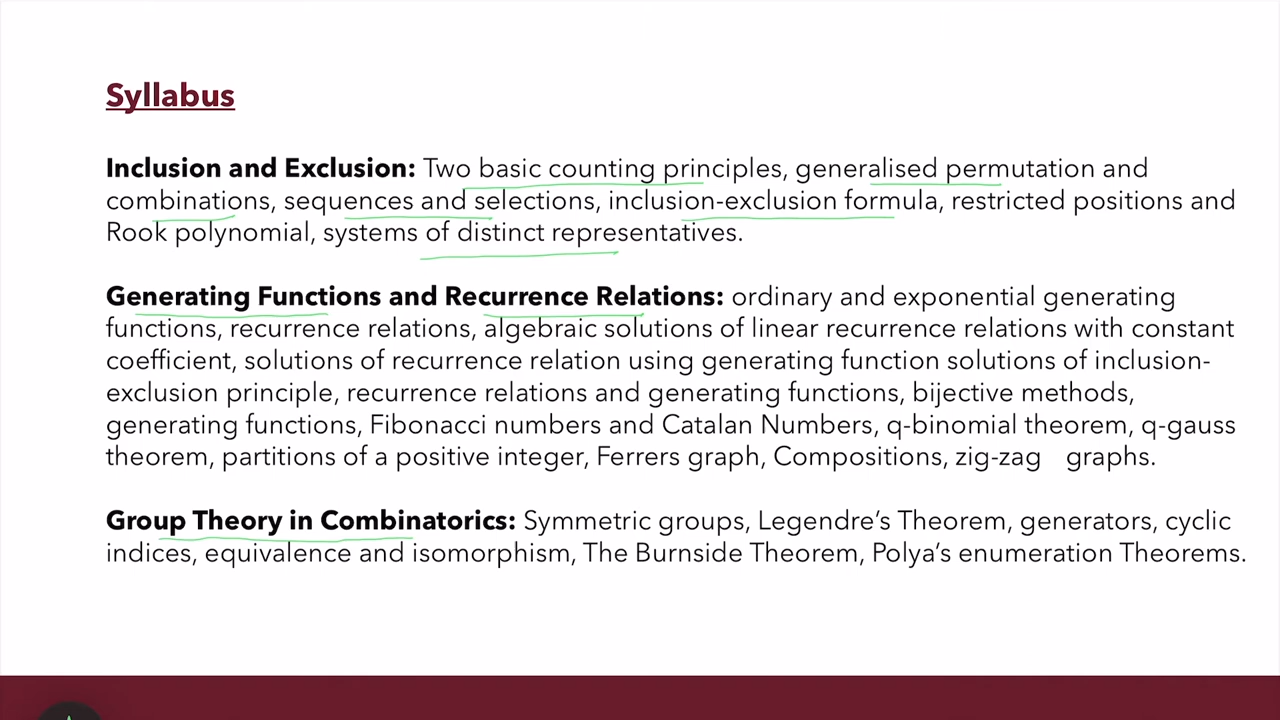 Syllabus
Inclusion and Exclusion: Two basic counting principles, generalised permutation and
combinations, sequences and selections, inclusion-exclusion formula, restricted positions and
Rook polynomial, systems of distinct representatives.
Generating Functions and Recurrence Relations: ordinary and exponential generating
functions, recurrence relations, algebraic solutions of linear recurrence relations with constant
coefficient, solutions of recurrence relation using generating function solutions of inclusion-
exclusion principle, recurrence relations and generating functions, bijective methods,
generating functions, Fibonacci numbers and Catalan Numbers, q-binomial theorem, q-gauss
theorem, partitions of a positive integer, Ferrers graph, Compositions, zig-zag graphs.
Group Theory in Combinatorics: Symmetric groups, Legendre's Theorem, generators, cyclic
indices, equivalence and isomorphism, The Burnside Theorem, Polya's enumeration Theorems.